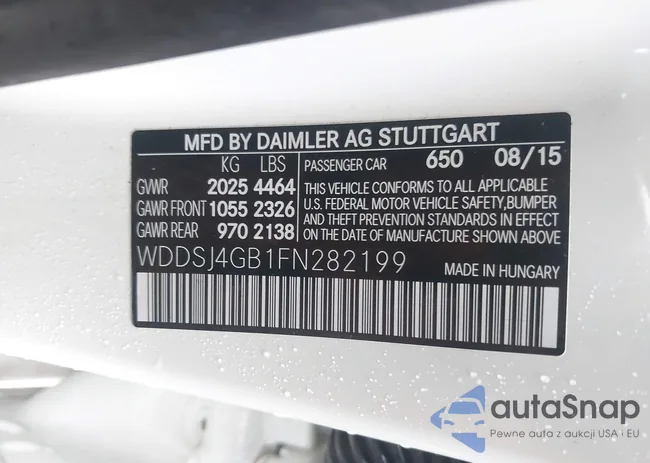 MFD BY DAIMLER AG STUTTGART
KG LBS PASSENGER CAR 650 08/15
GVWR 2025 4464 THIS VEHICLE CONFORMS TO ALL APPLICABLE
U.S. FEDERAL MOTOR VEHICLE SAFETY, BUMPER
GAWR FRONT 1055 2326 AND THEFT PREVENTION STANDARDS IN EFFECT
GAWR REAR 970 2138 ON THE DATE OF MANUFACTURE SHOWN ABOVE
WDDSJ4GB1FN282199 MADE IN HUNGARY
autaSnap
Pewne auta z aukcji USA i EU